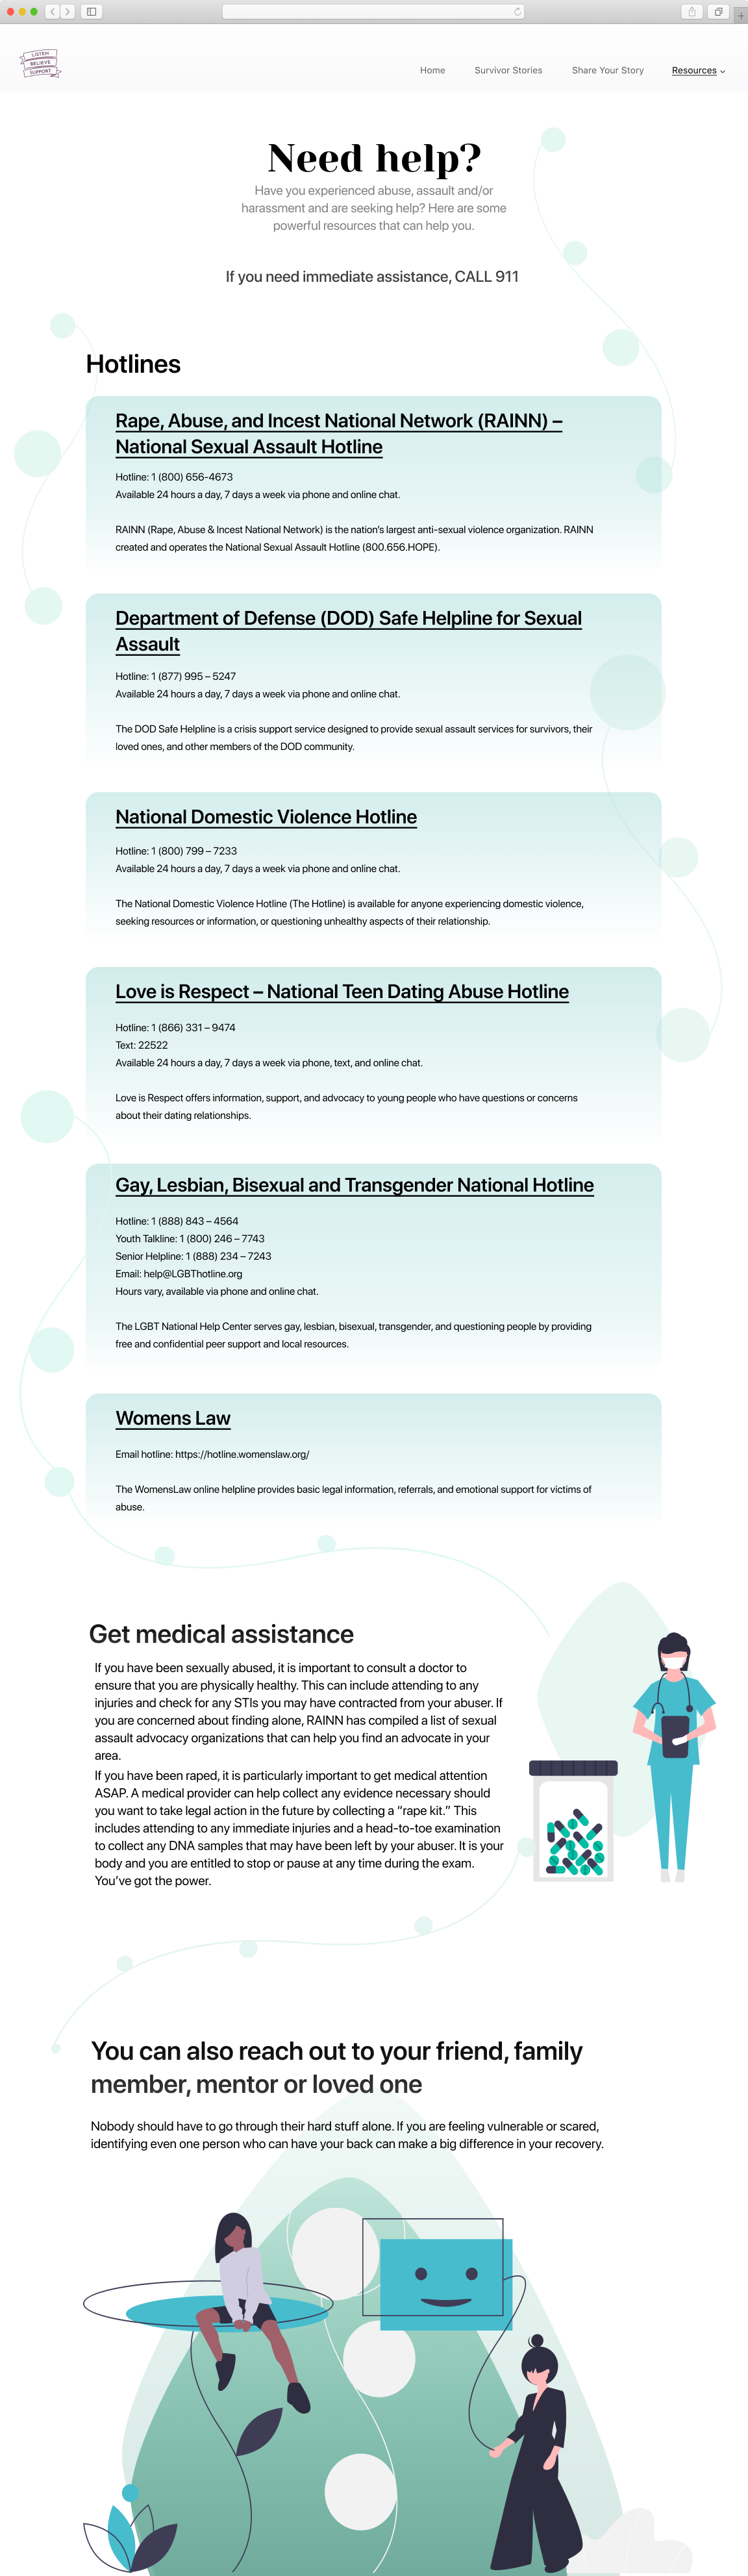 LISTEN
BELIEVE
SUPPORT
Home Survivor Stories Share Your Story Resources
Need help?
Have you experienced abuse, assault and/or
harassment and are seeking help? Here are some
powerful resources that can help you.
If you need immediate assistance, CALL 911
Hotlines
Rape, Abuse, and Incest National Network (RAINN) –
National Sexual Assault Hotline
Hotline: 1 (800) 656-4673
Available 24 hours a day, 7 days a week via phone and online chat.
RAINN (Rape, Abuse & Incest National Network) is the nation's largest anti-sexual violence organization. RAINN
created and operates the National Sexual Assault Hotline (800.656.HOPE).
Department of Defense (DOD) Safe Helpline for Sexual
Assault
Hotline: 1 (877) 995 – 5247
Available 24 hours a day, 7 days a week via phone and online chat.
The DOD Safe Helpline is a crisis support service designed to provide sexual assault services for survivors, their
loved ones, and other members of the DOD community.
National Domestic Violence Hotline
Hotline: 1 (800) 799 – 7233
Available 24 hours a day, 7 days a week via phone and online chat.
The National Domestic Violence Hotline (The Hotline) is available for anyone experiencing domestic violence,
seeking resources or information, or questioning unhealthy aspects of their relationship.
Love is Respect – National Teen Dating Abuse Hotline
Hotline: 1 (866) 331 – 9474
Text: 22522
Available 24 hours a day, 7 days a week via phone, text, and online chat.
Love is Respect offers information, support, and advocacy to young people who have questions or concerns
about their dating relationships.
Gay, Lesbian, Bisexual and Transgender National Hotline
Hotline: 1 (888) 843 – 4564
Youth Talkline: 1 (800) 246 – 7743
Senior Helpline: 1 (888) 234 – 7243
Email: help@LGBThotline.org
Hours vary, available via phone and online chat.
The LGBT National Help Center serves gay, lesbian, bisexual, transgender, and questioning people by providing
free and confidential peer support and local resources.
Womens Law
Email hotline: https://hotline.womenslaw.org/
The WomensLaw online helpline provides basic legal information, referrals, and emotional support for victims of
abuse.
Get medical assistance
If you have been sexually abused, it is important to consult a doctor to
ensure that you are physically healthy. This can include attending to any
injuries and check for any STIs you may have contracted from your abuser. If
you are concerned about finding alone, RAINN has compiled a list of sexual
assault advocacy organizations that can help you find an advocate in your
area.
If you have been raped, it is particularly important to get medical attention
ASAP. A medical provider can help collect any evidence necessary should
you want to take legal action in the future by collecting a “rape kit.” This
includes attending to any immediate injuries and a head-to-toe examination
to collect any DNA samples that may have been left by your abuser. It is your
body and you are entitled to stop or pause at any time during the exam.
You've got the power.
You can also reach out to your friend, family
member, mentor or loved one
Nobody should have to go through their hard stuff alone. If you are feeling vulnerable or scared,
identifying even one person who can have your back can make a big difference in your recovery.